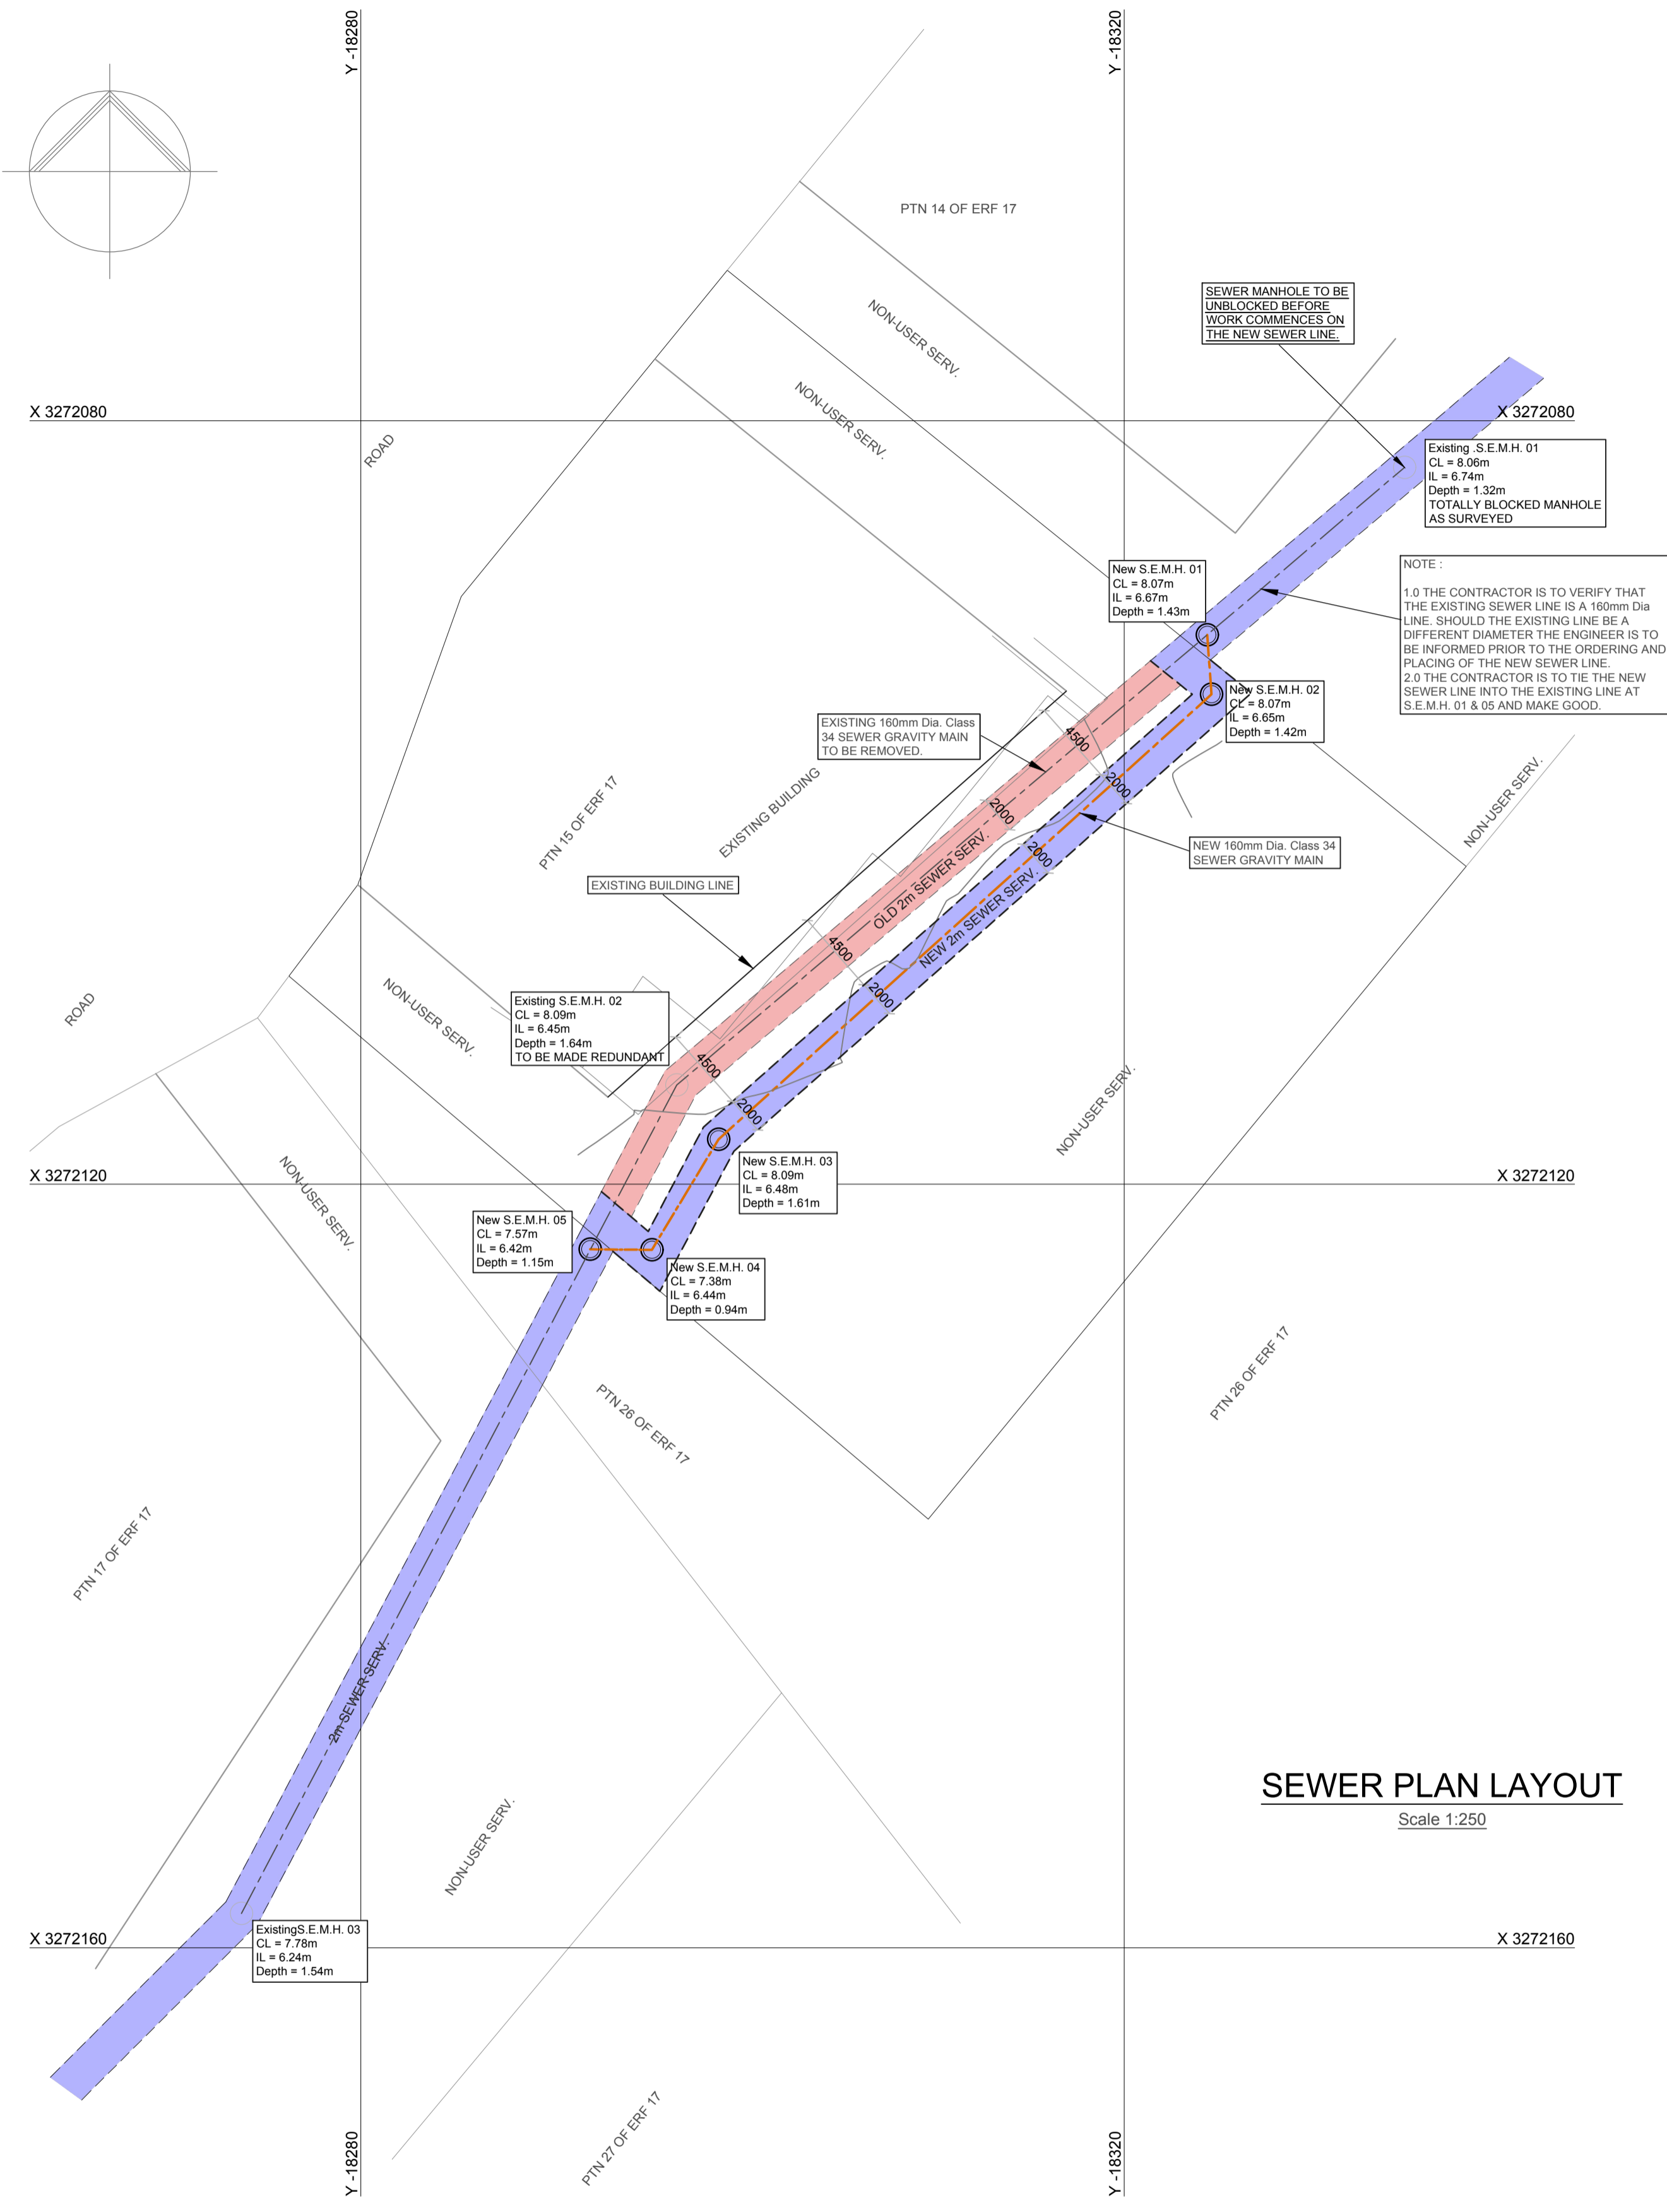 Y -18280
Y -18320
PTN 14 OF ERF 17
NON-USER SERV.
SEWER MANHOLE TO BE
UNBLOCKED BEFORE
WORK COMMENCES ON
THE NEW SEWER LINE.
NON-USER SERV.
X 3272080
X 3272080
ROAD
Existing .S.E.M.H. 01
CL = 8.06m
IL = 6.74m
Depth = 1.32m
TOTALLY BLOCKED MANHOLE
AS SURVEYED
New S.E.M.H. 01
CL = 8.07m
IL = 6.67m
Depth = 1.43m
NOTE :
1.0 THE CONTRACTOR IS TO VERIFY THAT
THE EXISTING SEWER LINE IS A 160mm Dia
LINE. SHOULD THE EXISTING LINE BE A
DIFFERENT DIAMETER THE ENGINEER IS TO
BE INFORMED PRIOR TO THE ORDERING AND
PLACING OF THE NEW SEWER LINE.
2.0 THE CONTRACTOR IS TO TIE THE NEW
SEWER LINE INTO THE EXISTING LINE AT
S.E.M.H. 01 & 05 AND MAKE GOOD.
New S.E.M.H. 02
CL = 8.07m
IL = 6.65m
Depth = 1.42m
EXISTING 160mm Dia. Class
34 SEWER GRAVITY MAIN
TO BE REMOVED.
4500
2000
2000
2000
PTN 15 OF ERF 17
EXISTING BUILDING
NEW 160mm Dia. Class 34
SEWER GRAVITY MAIN
NON-USER SERV.
EXISTING BUILDING LINE
OLD 2m SEWER SERV.
NEW 2m SEWER SERV.
4500
2000
ROAD
NON-USER SERV.
Existing S.E.M.H. 02
CL = 8.09m
IL = 6.45m
Depth = 1.64m
TO BE MADE REDUNDANT
4500
2000
NON-USER SERV.
New S.E.M.H. 03
CL = 8.09m
IL = 6.48m
Depth = 1.61m
X 3272120
X 3272120
NON-USER SERV.
New S.E.M.H. 05
CL = 7.57m
IL = 6.42m
Depth = 1.15m
New S.E.M.H. 04
CL = 7.38m
IL = 6.44m
Depth = 0.94m
PTN 26 OF ERF 17
PTN 26 OF ERF 17
PTN 17 OF ERF 17
2m SEWER SERV.
SEWER PLAN LAYOUT
Scale 1:250
NON-USER SERV.
ExistingS.E.M.H. 03
CL = 7.78m
IL = 6.24m
Depth = 1.54m
X 3272160
X 3272160
PTN 27 OF ERF 17
Y -18280
Y -18320